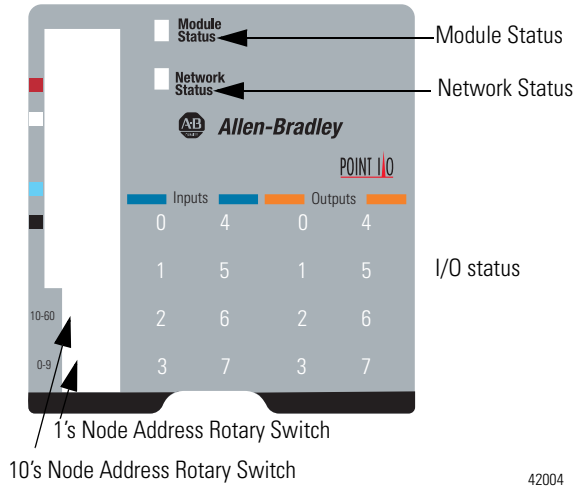 Module
Status
Module Status
Network
Status
Network Status
A-B
Allen-Bradley
POINT I/O
Inputs Outputs
0 4 0 4
1 5 1 5
I/O status
10-60
2 6 2 6
0-9
3 7 3 7
1's Node Address Rotary Switch
10's Node Address Rotary Switch
42004